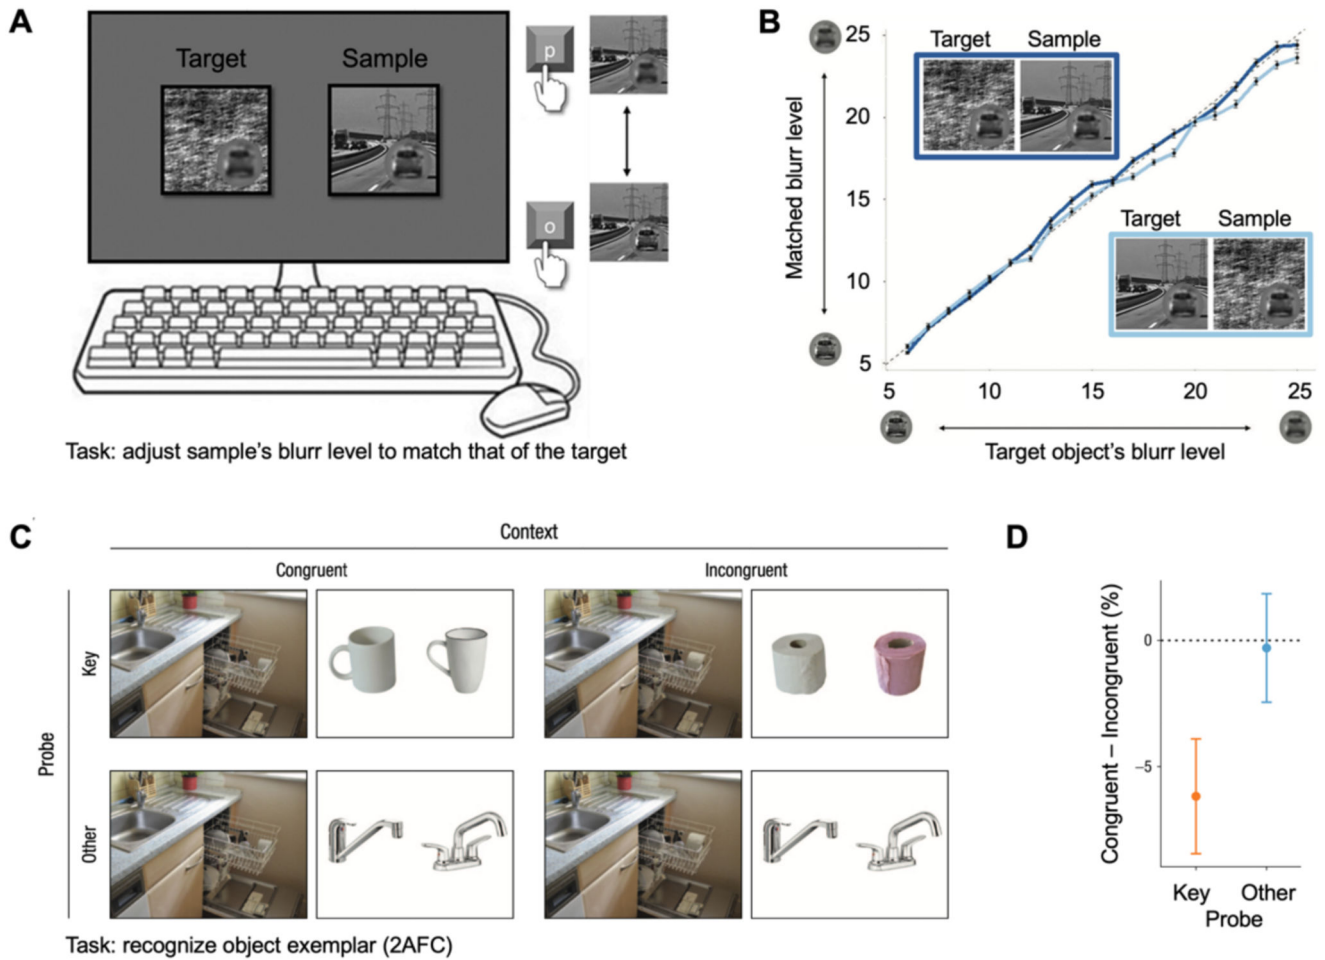 A
Target
Sample
p
o
Task: adjust sample's blurr level to match that of the target
B
Matched blurr level
25
20
15
10
5
Target Sample
Target Sample
5 10 15 20 25
Target object's blurr level
C
Context
Congruent
Incongruent
Probe
Key
Other
Task: recognize object exemplar (2AFC)
D
Congruent – Incongruent (%)
0
–5
Key Other
Probe